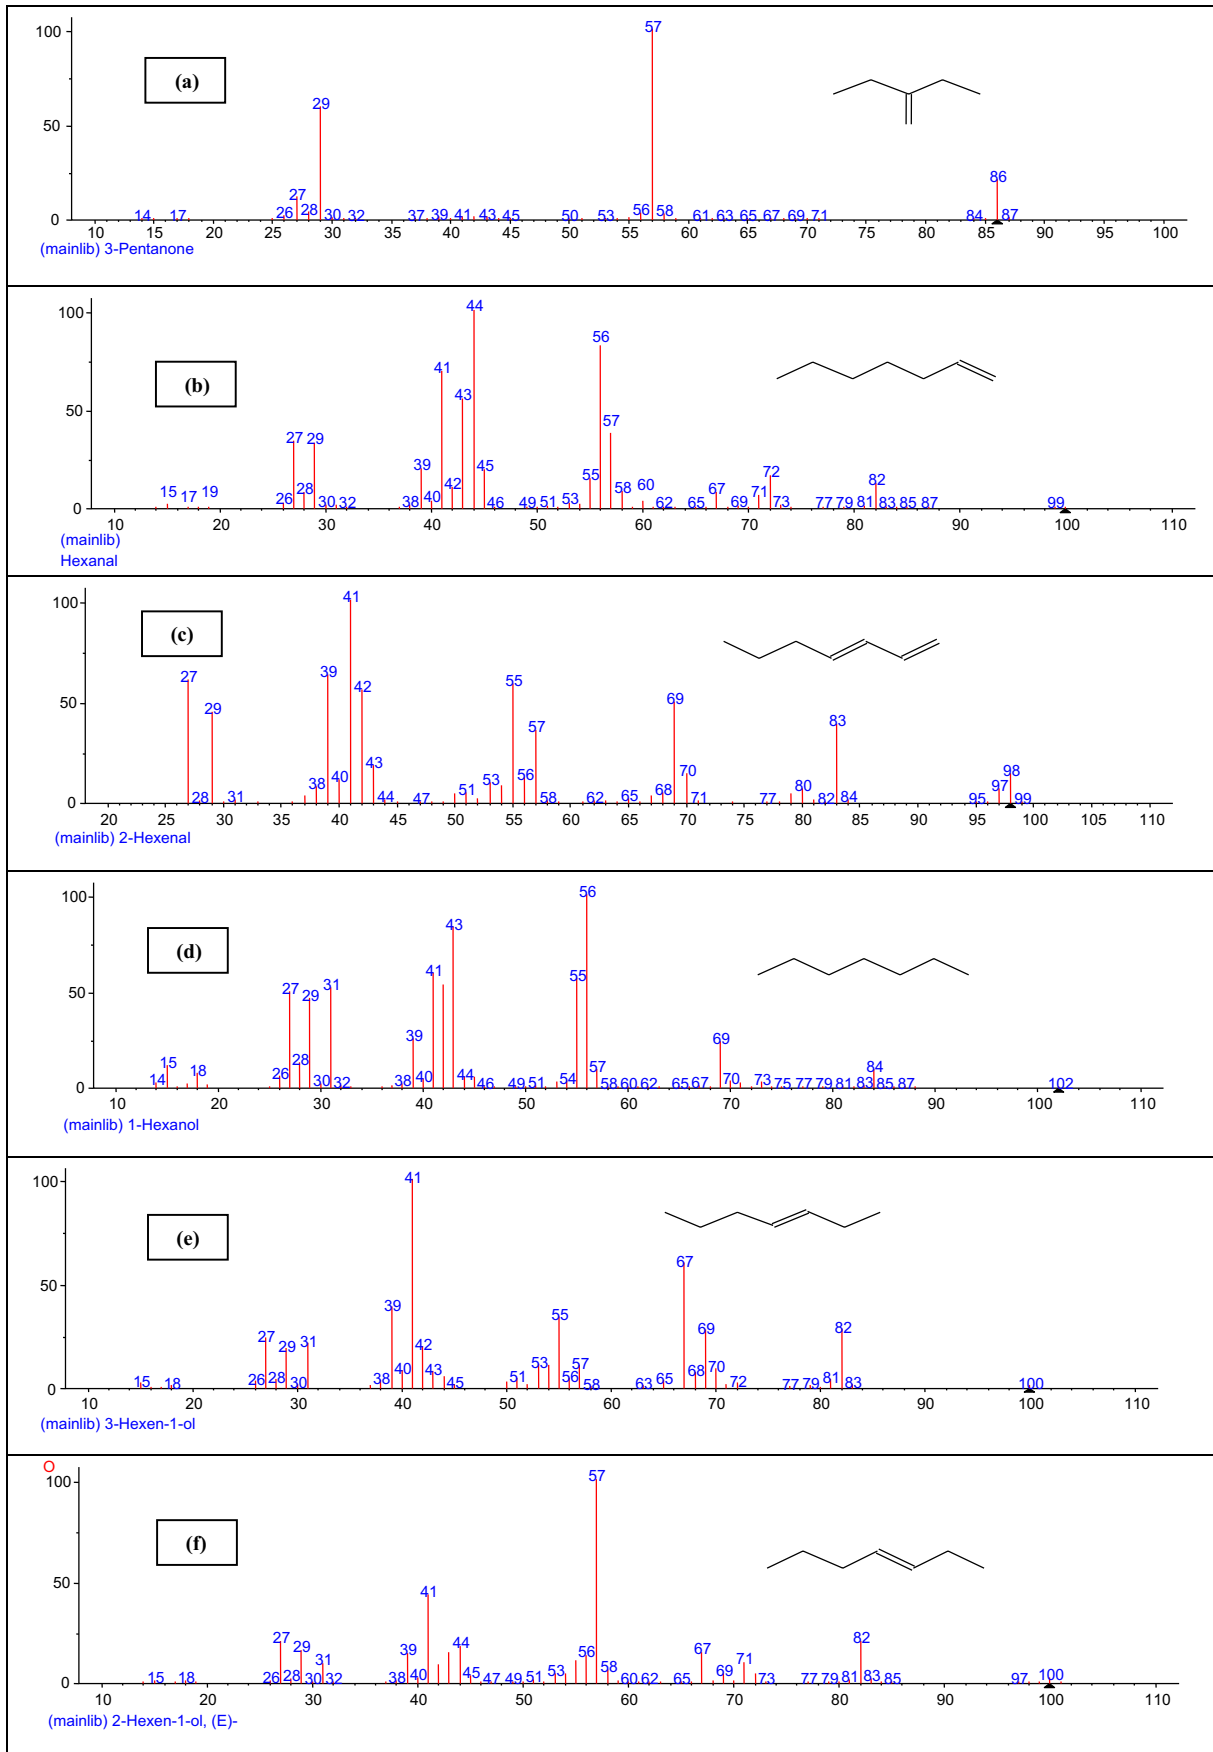 100
57
(a)
29
50
27
86
14 17 26 28 30 32 37 39 41 43 45 50 53 56 58 61 63 65 67 69 71 84 87
0
10 15 20 25 30 35 40 45 50 55 60 65 70 75 80 85 90 95 100
(mainlib) 3-Pentanone
100
44
56
(b)
41
43
50
57
27 29
39 45 72
15 17 19 26 28 30 32 38 40 42 46 49 51 53 55 58 60 62 65 67 69 71 73 77 79 81 82 83 85 87 99
0
10 20 30 40 50 60 70 80 90 100 110
(mainlib)
Hexanal
100
41
(c)
27 39 42 55
29 57 69 83
50
28 31 38 40 43 44 47 51 53 56 58 62 65 68 70 71 77 80 82 84 95 97 98 99
0
20 25 30 35 40 45 50 55 60 65 70 75 80 85 90 95 100 105 110
(mainlib) 2-Hexenal
100
56
43
(d)
41 55
27 29 31
50
39 69
14 15 18 26 28 30 32 38 40 44 46 49 51 54 57 58 60 62 65 67 70 73 75 77 79 81 83 84 85 87 102
0
10 20 30 40 50 60 70 80 90 100 110
(mainlib) 1-Hexanol
100
41
(e)
67
50
39 55
27 29 31 42 69 82
15 18 26 28 30 38 40 43 45 51 53 56 57 58 63 65 68 70 72 77 79 81 83 100
0
10 20 30 40 50 60 70 80 90 100 110
(mainlib) 3-Hexen-1-ol
O
100
57
(f)
50
41
27 29 31 39 44 56 67 71 82
15 18 26 28 30 32 38 40 45 47 49 51 53 58 60 62 65 69 73 77 79 81 83 85 97 100
0
10 20 30 40 50 60 70 80 90 100 110
(mainlib) 2-Hexen-1-ol, (E)-